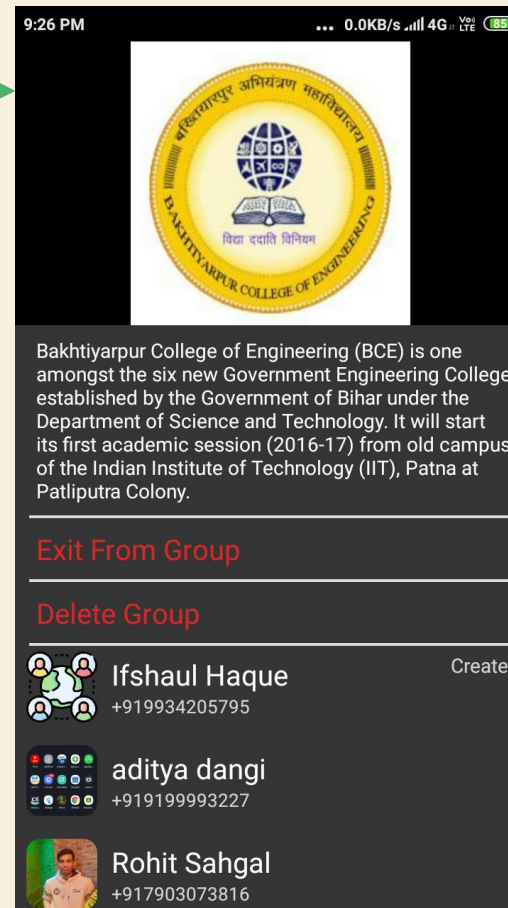 9:26 PM ... 0.0KB/s 4G Vo) LTE 85
बख्तियारपुर अभियंत्रण महाविद्यालय
विद्या ददाति विनियम
BAKHTIYARPUR COLLEGE OF ENGINEERING
Bakhtiyarpur College of Engineering (BCE) is one
amongst the six new Government Engineering College
established by the Government of Bihar under the
Department of Science and Technology. It will start
its first academic session (2016-17) from old campus
of the Indian Institute of Technology (IIT), Patna at
Patliputra Colony.
Exit From Group
Delete Group
Ifshaul Haque
Create
+919934205795
aditya dangi
+919199993227
Rohit Sahgal
+917903073816